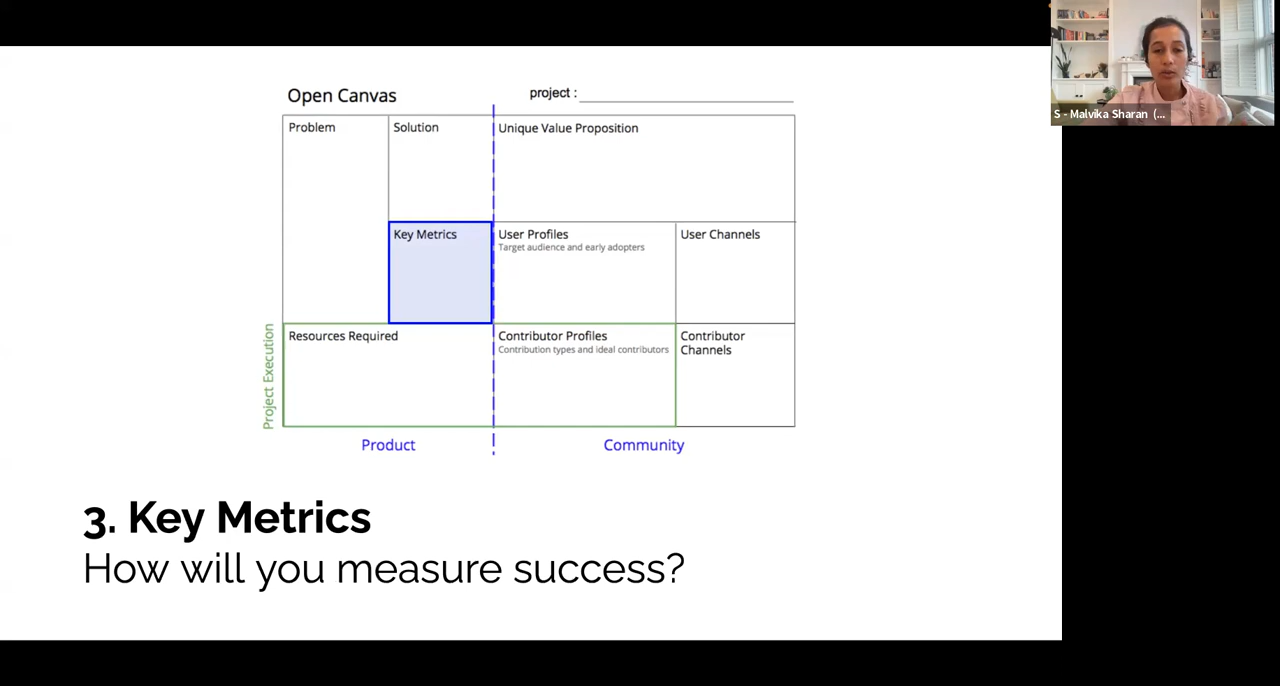 S - Malvika Sharan (...
Open Canvas
project : ____________________
Problem
Solution
Unique Value Proposition
Key Metrics
User Profiles
Target audience and early adopters
User Channels
Project Execution
Resources Required
Contributor Profiles
Contribution types and ideal contributors
Contributor
Channels
Product
Community
3. Key Metrics
How will you measure success?